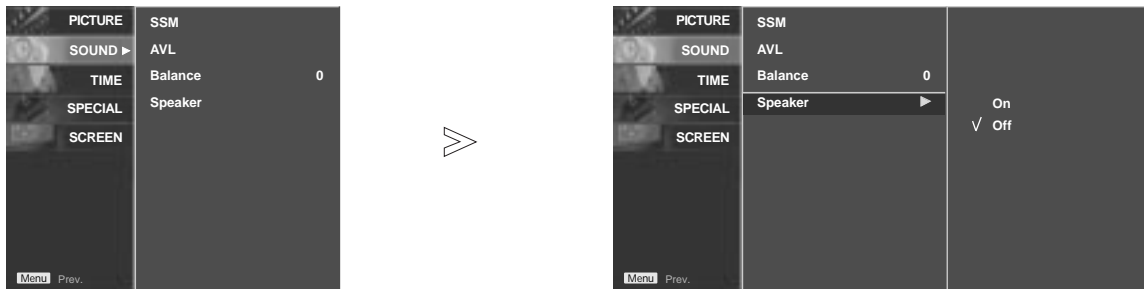 PICTURE
SOUND ▶
TIME
SPECIAL
SCREEN
SSM
AVL
Balance 0
Speaker
Menu Prev.
PICTURE
SOUND
TIME
SPECIAL
SCREEN
SSM
AVL
Balance 0
Speaker ▶
On
√ Off
Menu Prev.